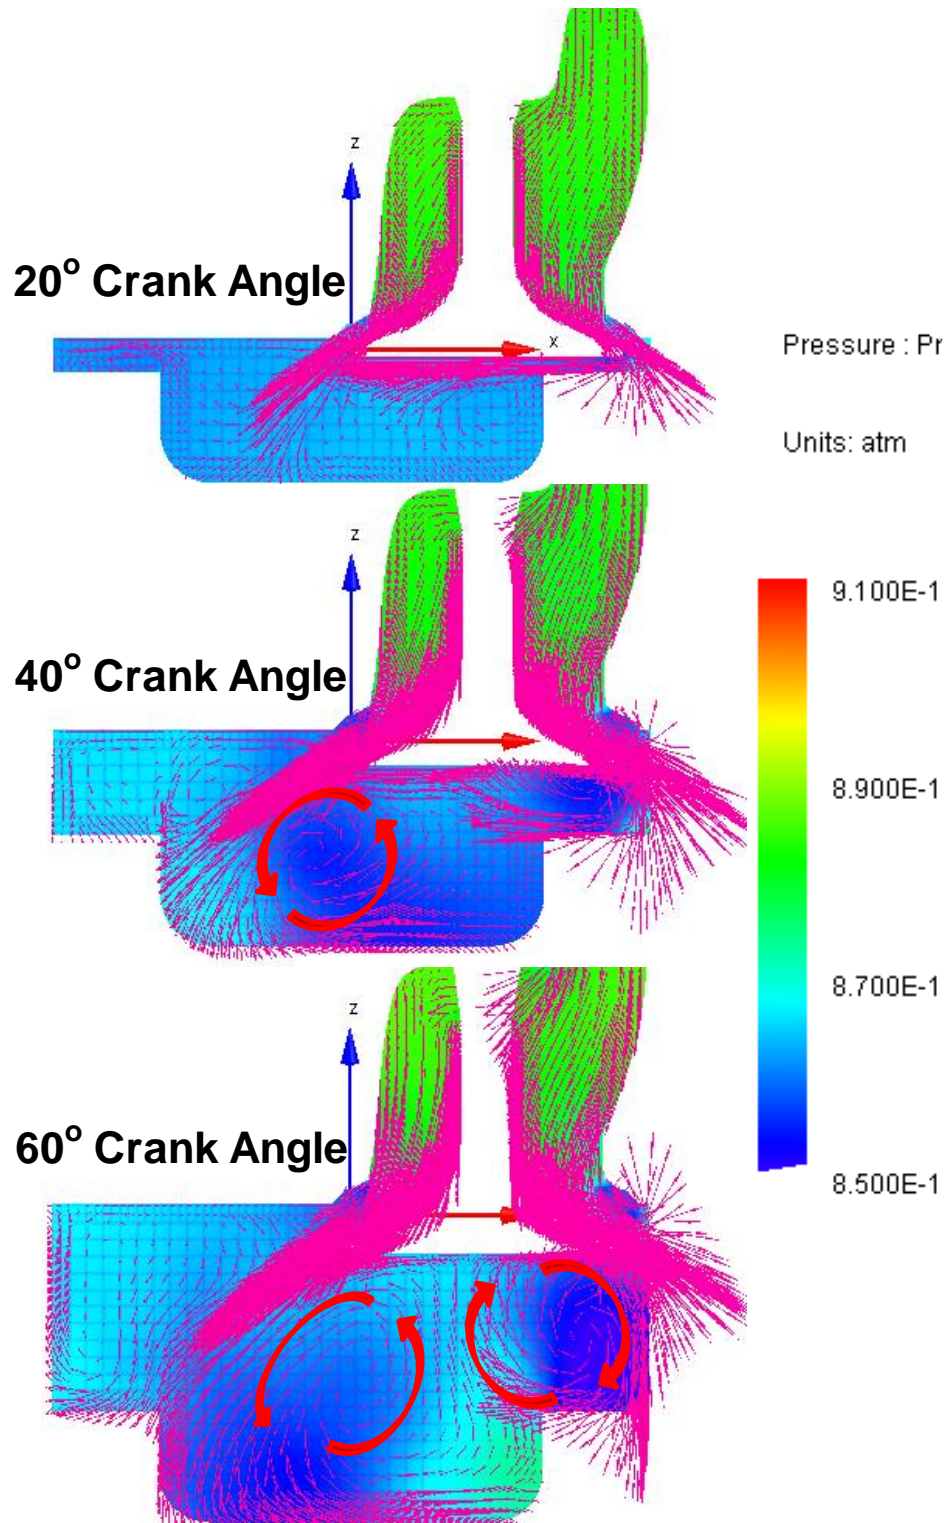 z
20° Crank Angle
x
Pressure : Pr
Units: atm
z
9.100E-1
40° Crank Angle
8.900E-1
8.700E-1
z
60° Crank Angle
8.500E-1